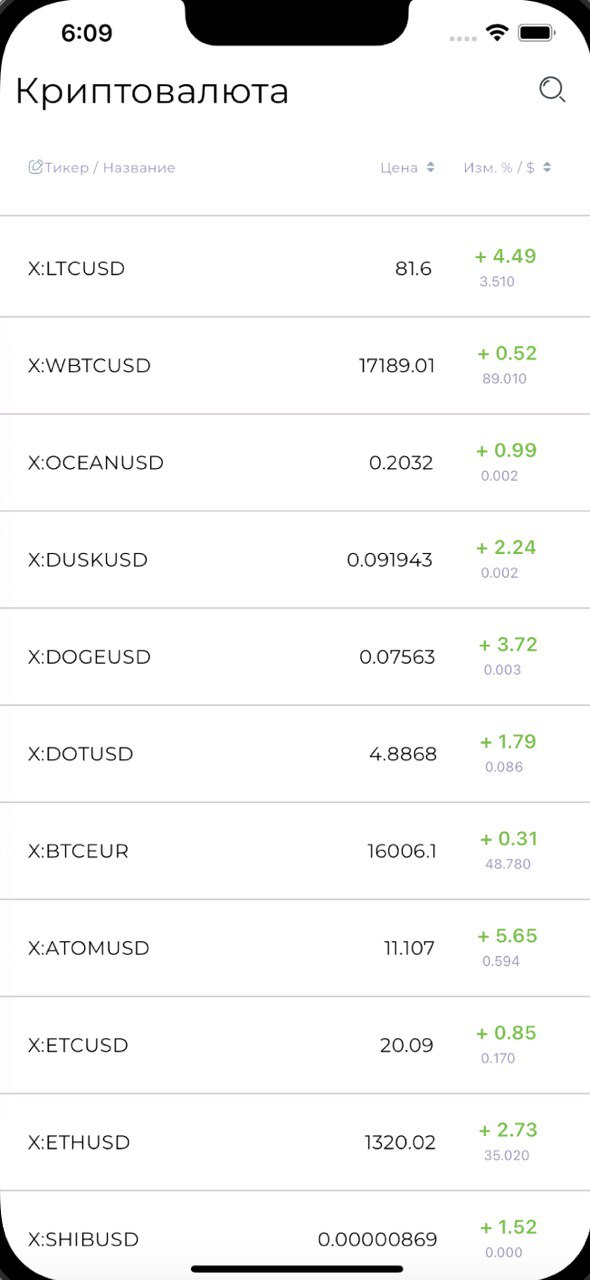 6:09
Криптовалюта
Тикер / Название Цена Изм. % / $
X:LTCUSD 81.6 + 4.49
3.510
X:WBTCUSD 17189.01 + 0.52
89.010
X:OCEANUSD 0.2032 + 0.99
0.002
X:DUSKUSD 0.091943 + 2.24
0.002
X:DOGEUSD 0.07563 + 3.72
0.003
X:DOTUSD 4.8868 + 1.79
0.086
X:BTCEUR 16006.1 + 0.31
48.780
X:ATOMUSD 11.107 + 5.65
0.594
X:ETCUSD 20.09 + 0.85
0.170
X:ETHUSD 1320.02 + 2.73
35.020
X:SHIBUSD 0.00000869 + 1.52
0.000